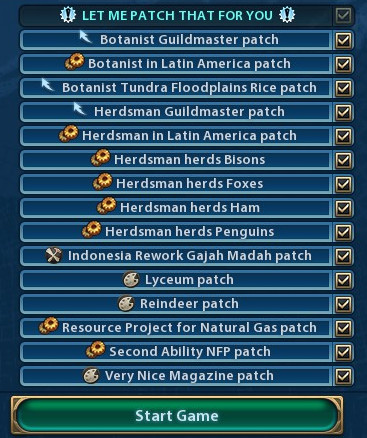 LET ME PATCH THAT FOR YOU
Botanist Guildmaster patch
Botanist in Latin America patch
Botanist Tundra Floodplains Rice patch
Herdsman Guildmaster patch
Herdsman in Latin America patch
Herdsman herds Bisons
Herdsman herds Foxes
Herdsman herds Ham
Herdsman herds Penguins
Indonesia Rework Gajah Madah patch
Lyceum patch
Reindeer patch
Resource Project for Natural Gas patch
Second Ability NFP patch
Very Nice Magazine patch
Start Game